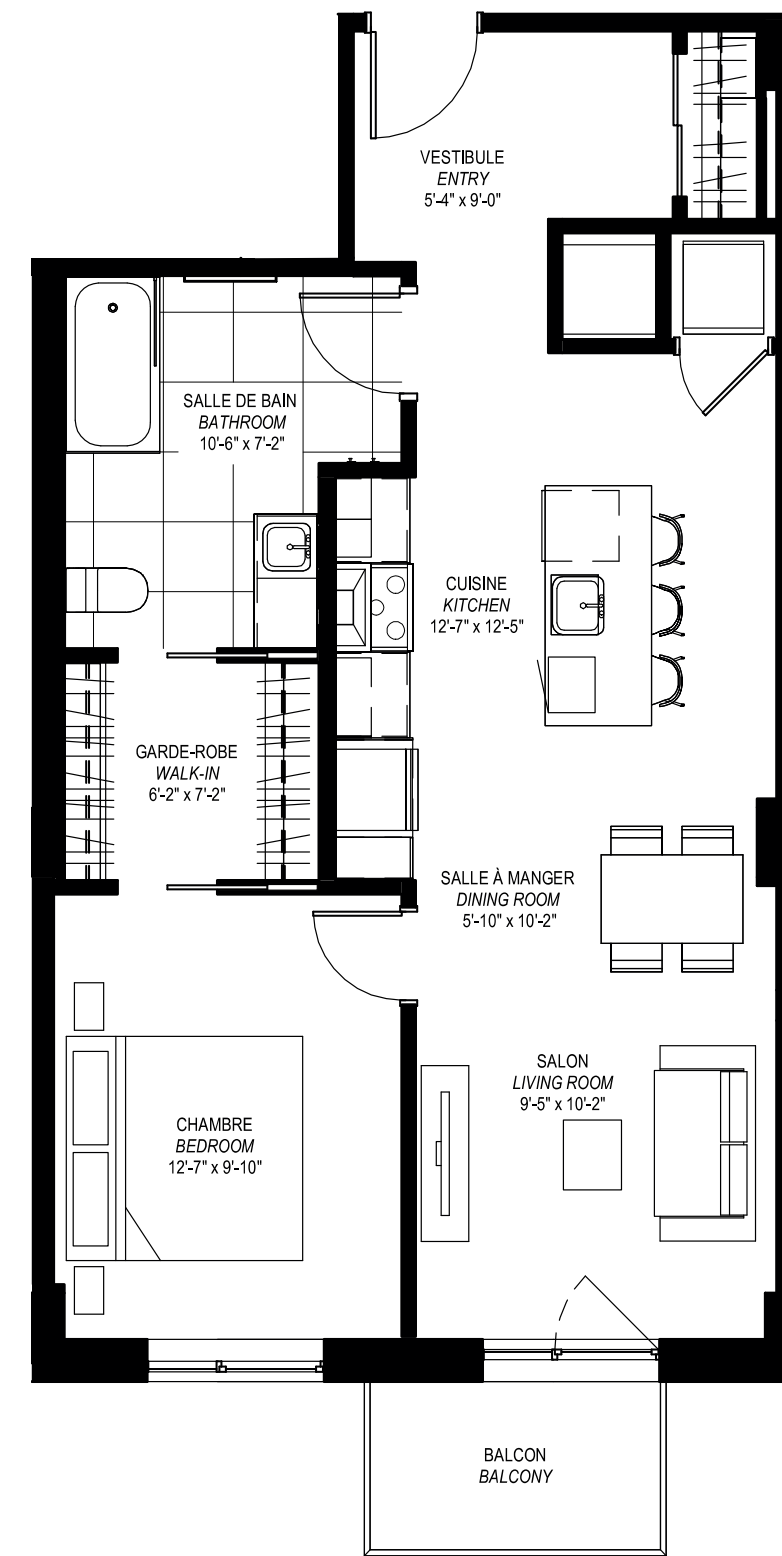 VESTIBULE
ENTRY
5'-4" x 9'-0"
SALLE DE BAIN
BATHROOM
10'-6" x 7'-2"
CUISINE
KITCHEN
12'-7" x 12'-5"
GARDE-ROBE
WALK-IN
6'-2" x 7'-2"
SALLE À MANGER
DINING ROOM
5'-10" x 10'-2"
SALON
LIVING ROOM
9'-5" x 10'-2"
CHAMBRE
BEDROOM
12'-7" x 9'-10"
BALCON
BALCONY